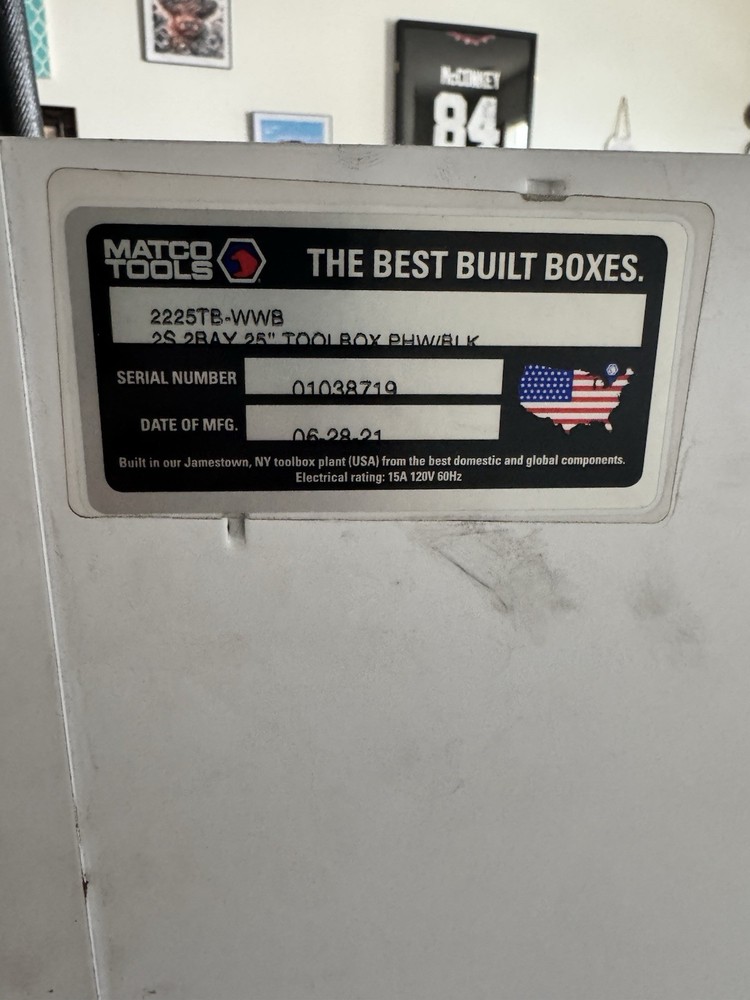 McCONKEY
84
MATCO
TOOLS
THE BEST BUILT BOXES.
2225TB-WWB
2S 2BAY 25" TOOLBOX PHW/BLK
SERIAL NUMBER 01038719
DATE OF MFG. 06-28-21
Built in our Jamestown, NY toolbox plant (USA) from the best domestic and global components.
Electrical rating: 15A 120V 60Hz